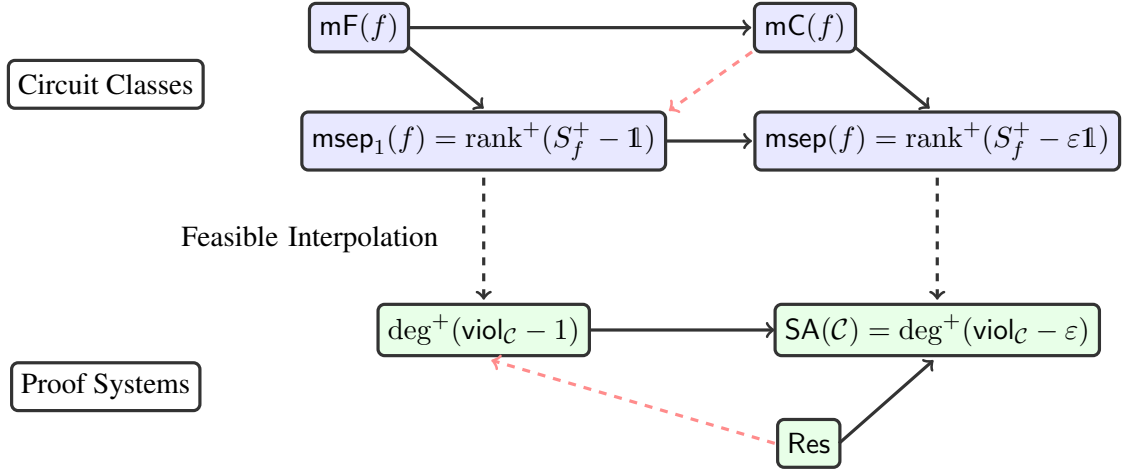 mF(f) mC(f)
Circuit Classes
msep₁(f) = rank⁺(S_f⁺ − 𝟙) msep(f) = rank⁺(S_f⁺ − ε𝟙)
Feasible Interpolation
deg⁺(viol_𝒞 − 1) SA(𝒞) = deg⁺(viol_𝒞 − ε)
Proof Systems
Res